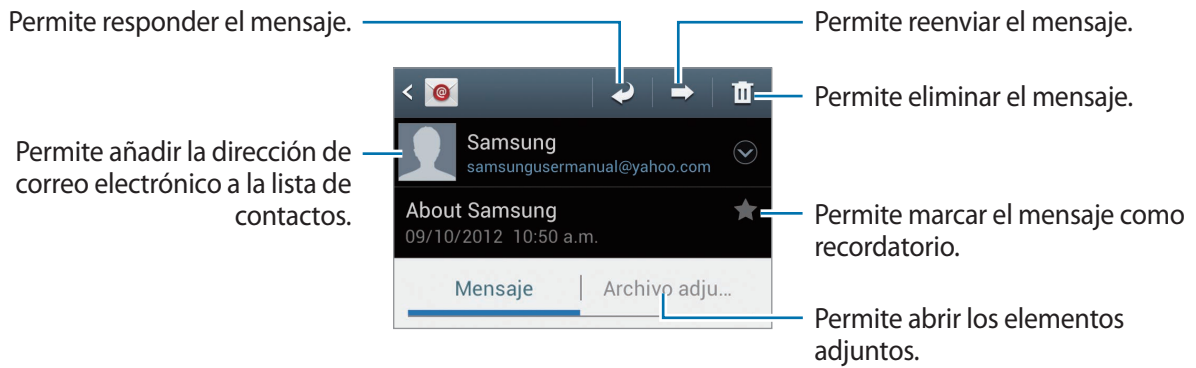 Permite responder el mensaje.
Permite reenviar el mensaje.
Permite eliminar el mensaje.
Samsung
samsungusermanual@yahoo.com
Permite añadir la dirección de
correo electrónico a la lista de
contactos.
About Samsung
09/10/2012 10:50 a.m.
Permite marcar el mensaje como
recordatorio.
Mensaje
Archivo adju...
Permite abrir los elementos
adjuntos.